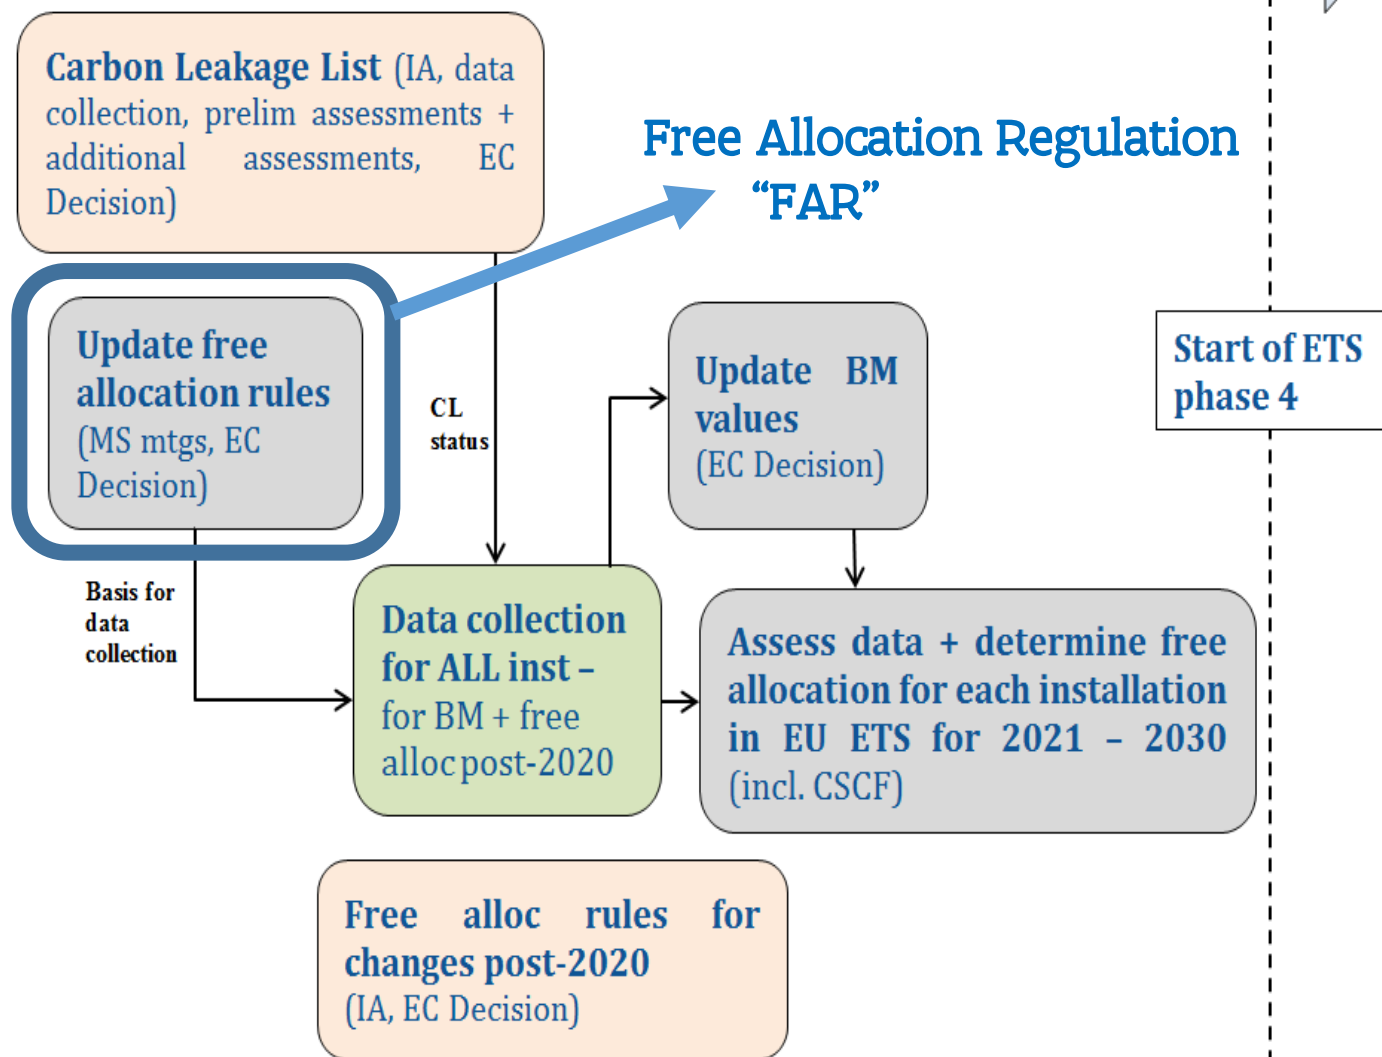 Carbon Leakage List (IA, data
collection, prelim assessments +
additional assessments, EC
Decision)
Free Allocation Regulation
“FAR”
Update free
allocation rules
(MS mtgs, EC
Decision)
CL
status
Update BM
values
(EC Decision)
Start of ETS
phase 4
Basis for
data
collection
Data collection
for ALL inst –
for BM + free
alloc post-2020
Assess data + determine free
allocation for each installation
in EU ETS for 2021 – 2030
(incl. CSCF)
Free alloc rules for
changes post-2020
(IA, EC Decision)